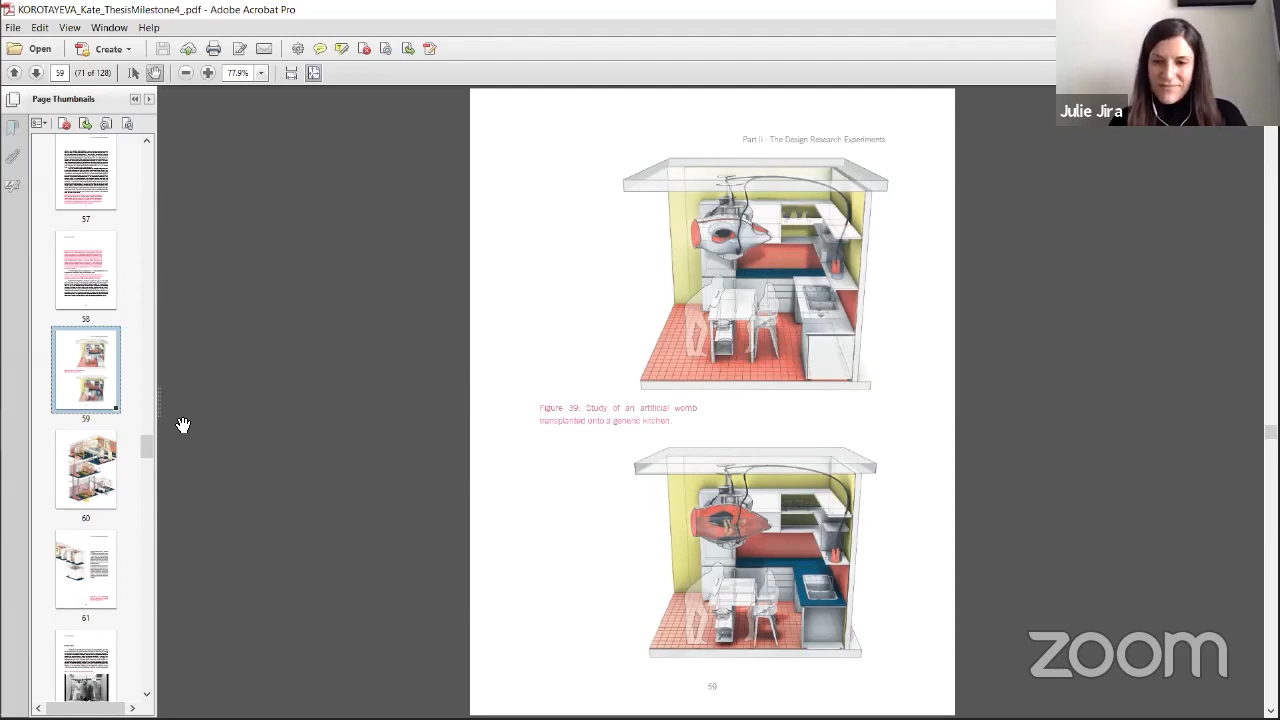 KOROTAYEVA_Kate_ThesisMilestone4_.pdf - Adobe Acrobat Pro
File Edit View Window Help
Open Create
59 (71 of 128) 77.9%
Page Thumbnails
57
58
59
60
61
Part II - The Design Research Experiments
Figure 39. Study of an artificial womb
transplanted onto a generic kitchen.
59
Julie Jira
zoom